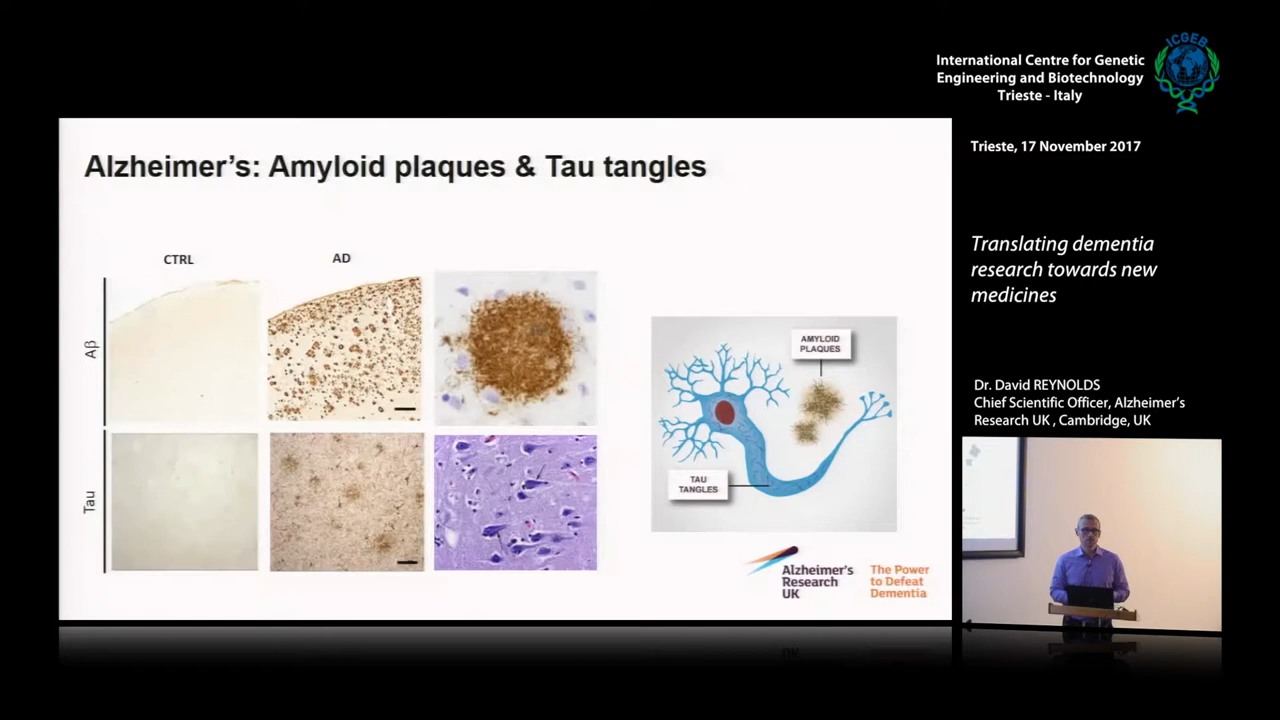 International Centre for Genetic
Engineering and Biotechnology
Trieste - Italy
ICGEB
Trieste, 17 November 2017
Alzheimer’s: Amyloid plaques & Tau tangles
CTRL
AD
Aβ
Tau
AMYLOID
PLAQUES
TAU
TANGLES
Alzheimer’s
Research
UK
The Power
to Defeat
Dementia
Translating dementia
research towards new
medicines
Dr. David REYNOLDS
Chief Scientific Officer, Alzheimer’s
Research UK , Cambridge, UK